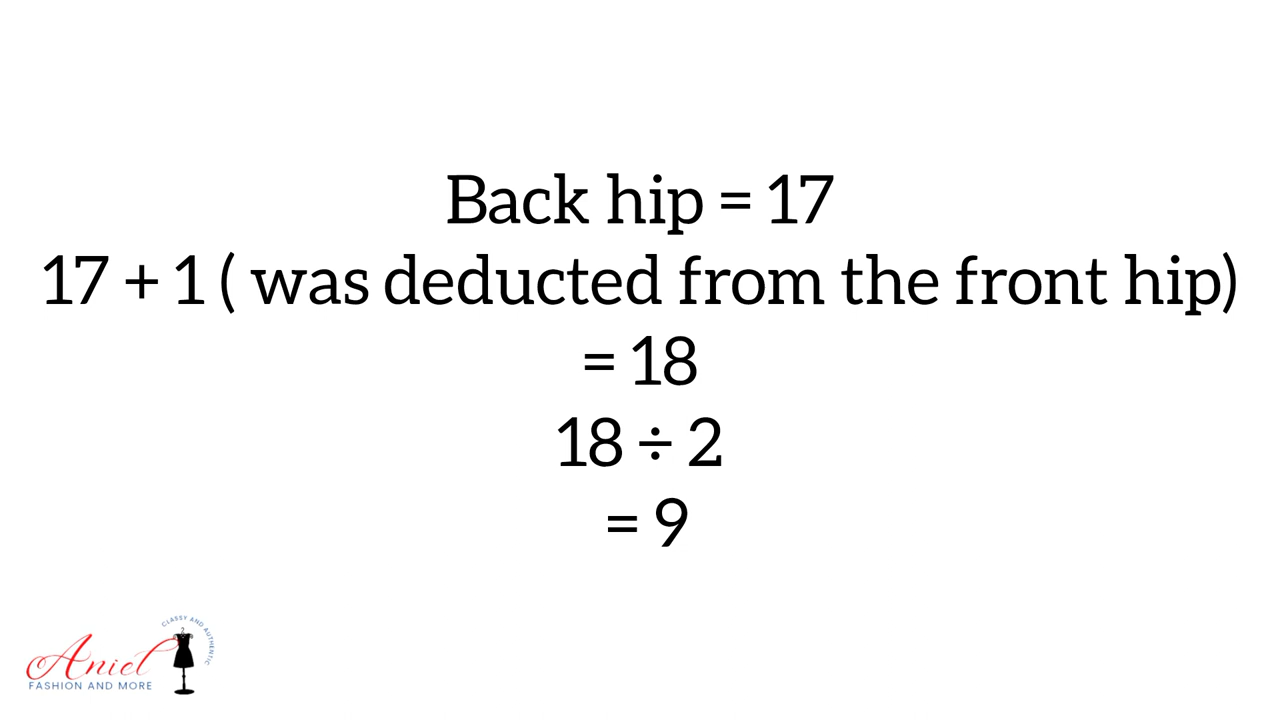 Back hip = 17
17 + 1 ( was deducted from the front hip)
= 18
18 ÷ 2
= 9
CLASSY AND AUTHENTIC
Aniel
FASHION AND MORE